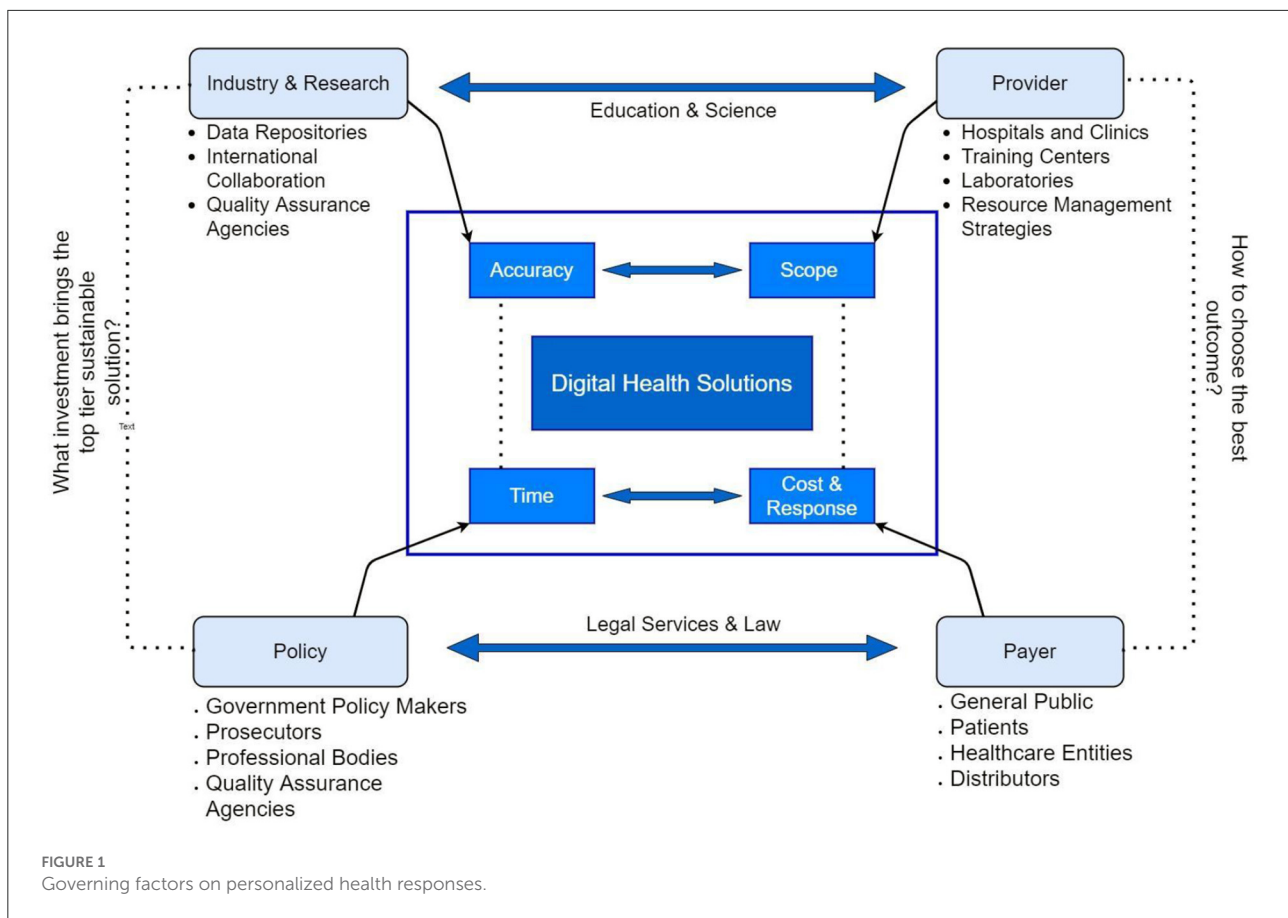 Industry & Research
Education & Science
Provider
• Data Repositories
• International
Collaboration
• Quality Assurance
Agencies
• Hospitals and Clinics
• Training Centers
• Laboratories
• Resource Management
Strategies
What investment brings the
top tier sustainable
solution?
Text
How to choose the best
outcome?
Accuracy
Scope
Digital Health Solutions
Time
Cost &
Response
Policy
Legal Services & Law
Payer
. Government Policy Makers
. Prosecutors
. Professional Bodies
. Quality Assurance
Agencies
. General Public
. Patients
. Healthcare Entities
. Distributors
FIGURE 1
Governing factors on personalized health responses.